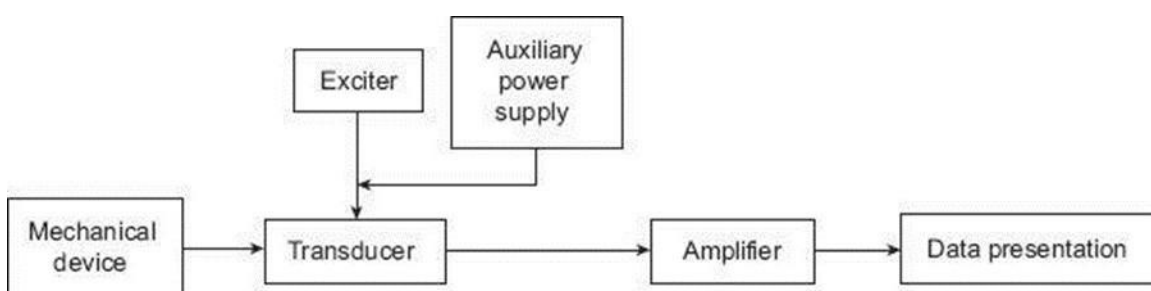 Auxiliary
power
supply
Exciter
Mechanical
device
Transducer
Amplifier
Data presentation